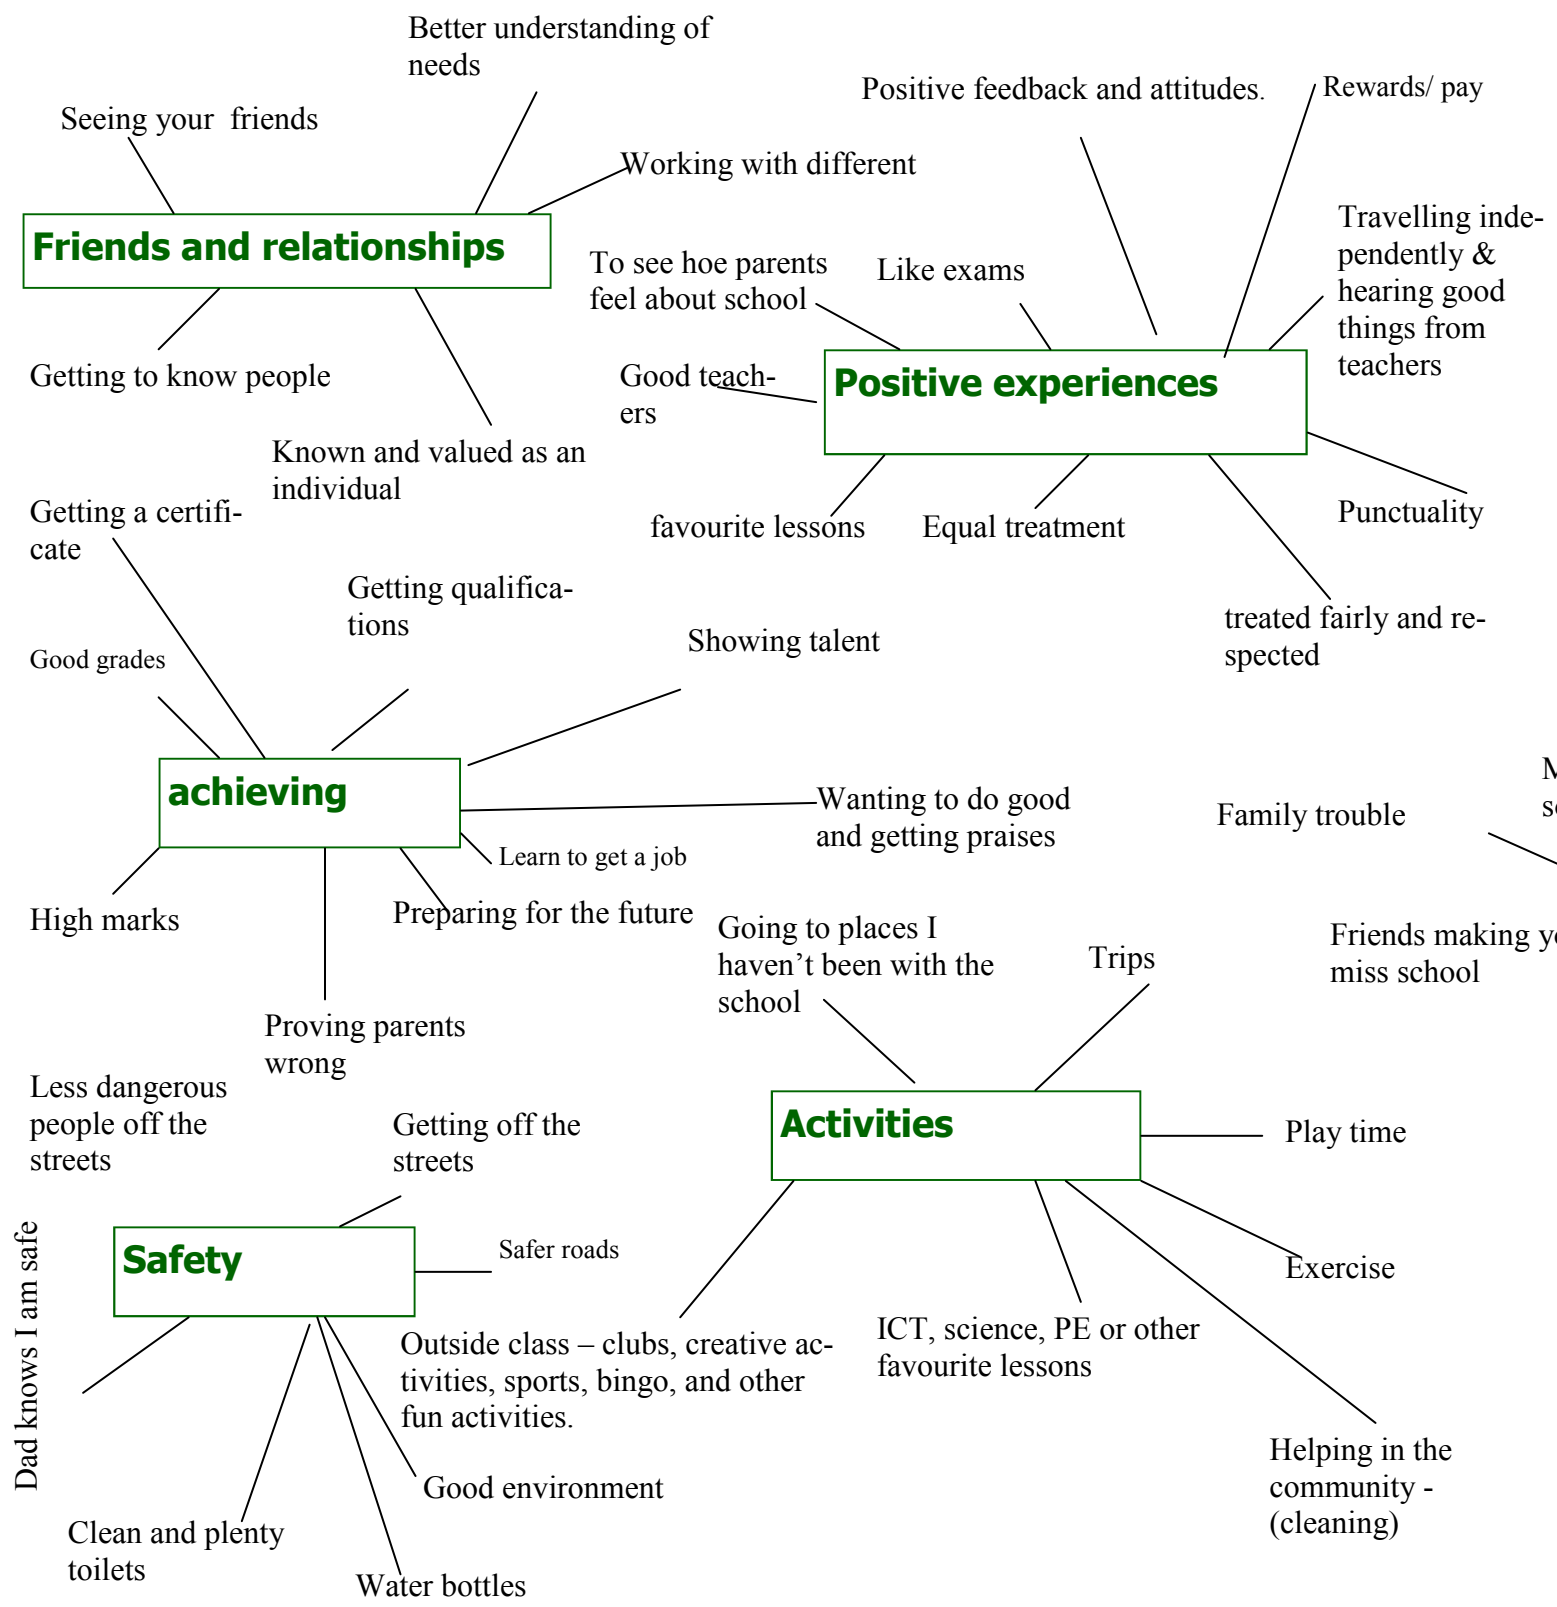 Better understanding of
needs
Seeing your  friends
Working with different
Friends and relationships
Getting to know people
Known and valued as an
individual
Positive feedback and attitudes.
Rewards/ pay
To see hoe parents
feel about school
Like exams
Travelling inde-
pendently &
hearing good
things from
teachers
Good teach-
ers
Positive experiences
favourite lessons
Equal treatment
Punctuality
treated fairly and re-
spected
Getting a certifi-
cate
Getting qualifica-
tions
Good grades
Showing talent
achieving
Wanting to do good
and getting praises
Learn to get a job
High marks
Preparing for the future
Proving parents
wrong
Family trouble
Friends making
miss school
Going to places I
haven’t been with the
school
Trips
Activities
Play time
Exercise
Outside class – clubs, creative ac-
tivities, sports, bingo, and other
fun activities.
ICT, science, PE or other
favourite lessons
Helping in the
community -
(cleaning)
Less dangerous
people off the
streets
Getting off the
streets
Safety
Safer roads
Dad knows I am safe
Good environment
Clean and plenty
toilets
Water bottles